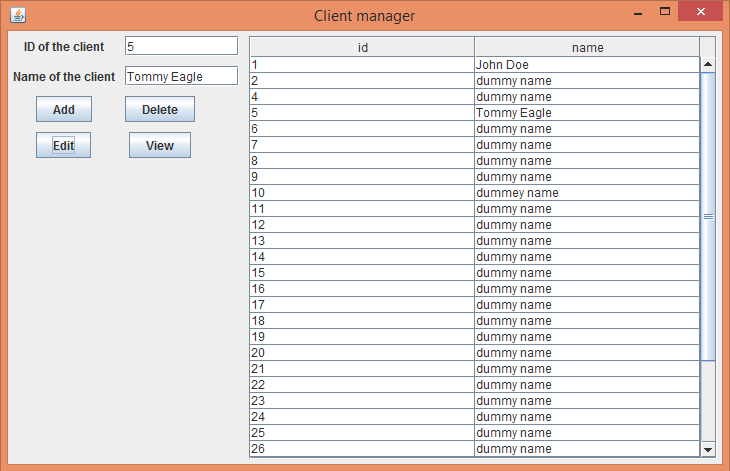 Client manager
ID of the client 5
Name of the client Tommy Eagle
Add Delete
Edit View
id name
1 John Doe
2 dummy name
4 dummy name
5 Tommy Eagle
6 dummy name
7 dummy name
8 dummy name
9 dummy name
10 dummey name
11 dummy name
12 dummy name
13 dummy name
14 dummy name
15 dummy name
16 dummy name
17 dummy name
18 dummy name
19 dummy name
20 dummy name
21 dummy name
22 dummy name
23 dummy name
24 dummy name
25 dummy name
26 dummy name